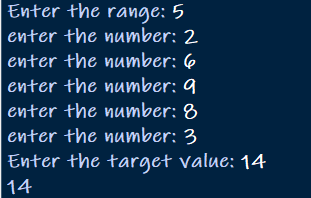 Enter the range: 5
enter the number: 2
enter the number: 6
enter the number: 9
enter the number: 8
enter the number: 3
Enter the target value: 14
14